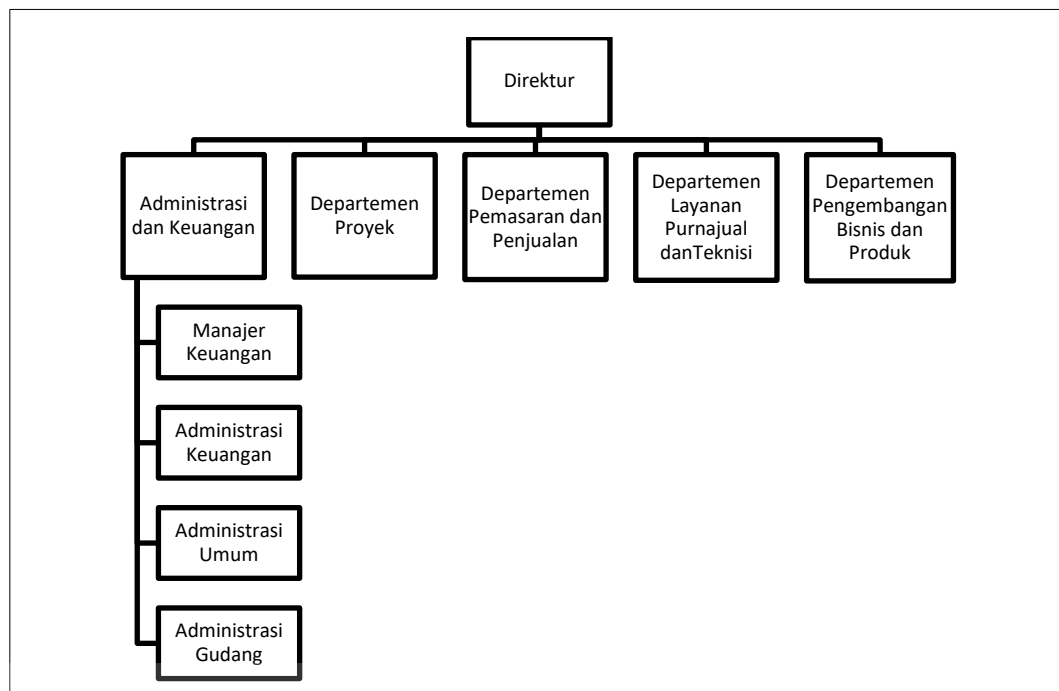 Direktur
Administrasi
dan Keuangan
Departemen
Proyek
Departemen
Pemasaran dan
Penjualan
Departemen
Layanan
Purnajual
danTeknisi
Departemen
Pengembangan
Bisnis dan
Produk
Manajer
Keuangan
Administrasi
Keuangan
Administrasi
Umum
Administrasi
Gudang